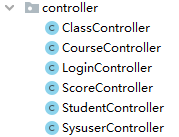 controller
ClassController
CourseController
LoginController
ScoreController
StudentController
SysuserController